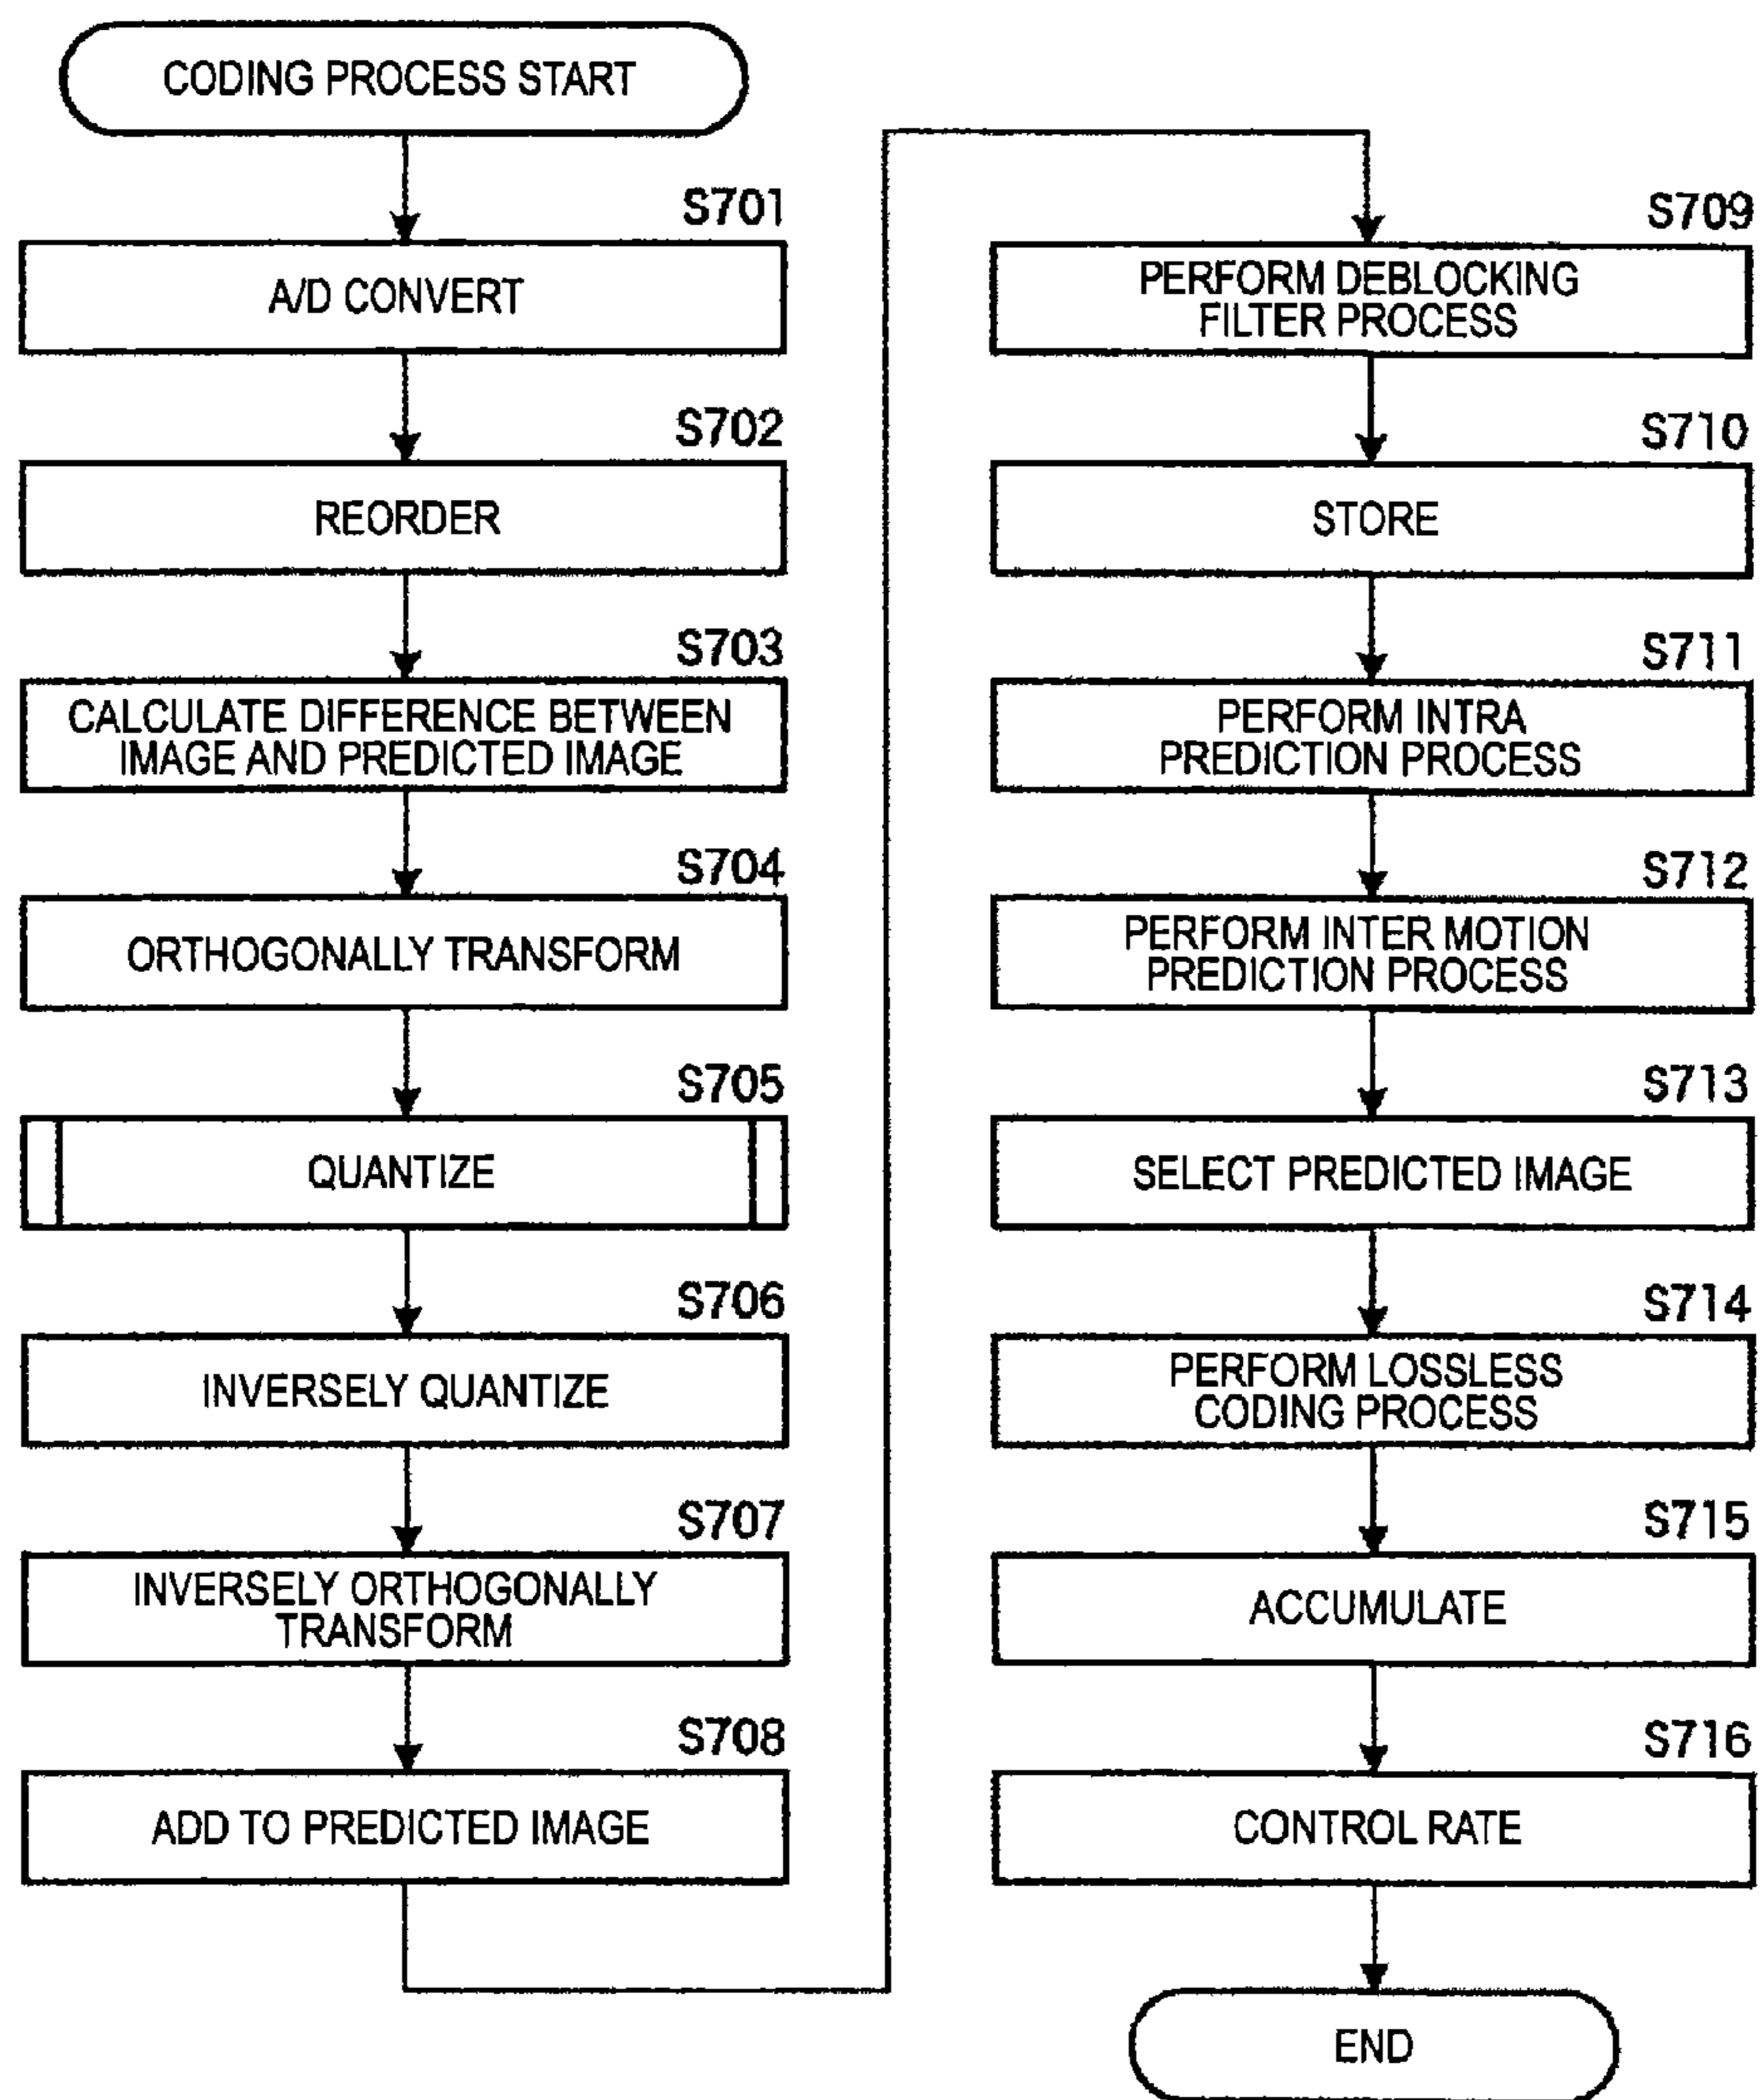 CODING PROCESS START
S701
A/D CONVERT
S702
REORDER
S703
CALCULATE DIFFERENCE BETWEEN
IMAGE AND PREDICTED IMAGE
S704
ORTHOGONALLY TRANSFORM
S705
QUANTIZE
S706
INVERSELY QUANTIZE
S707
INVERSELY ORTHOGONALLY
TRANSFORM
S708
ADD TO PREDICTED IMAGE
S709
PERFORM DEBLOCKING
FILTER PROCESS
S710
STORE
S711
PERFORM INTRA
PREDICTION PROCESS
S712
PERFORM INTER MOTION
PREDICTION PROCESS
S713
SELECT PREDICTED IMAGE
S714
PERFORM LOSSLESS
CODING PROCESS
S715
ACCUMULATE
S716
CONTROL RATE
END